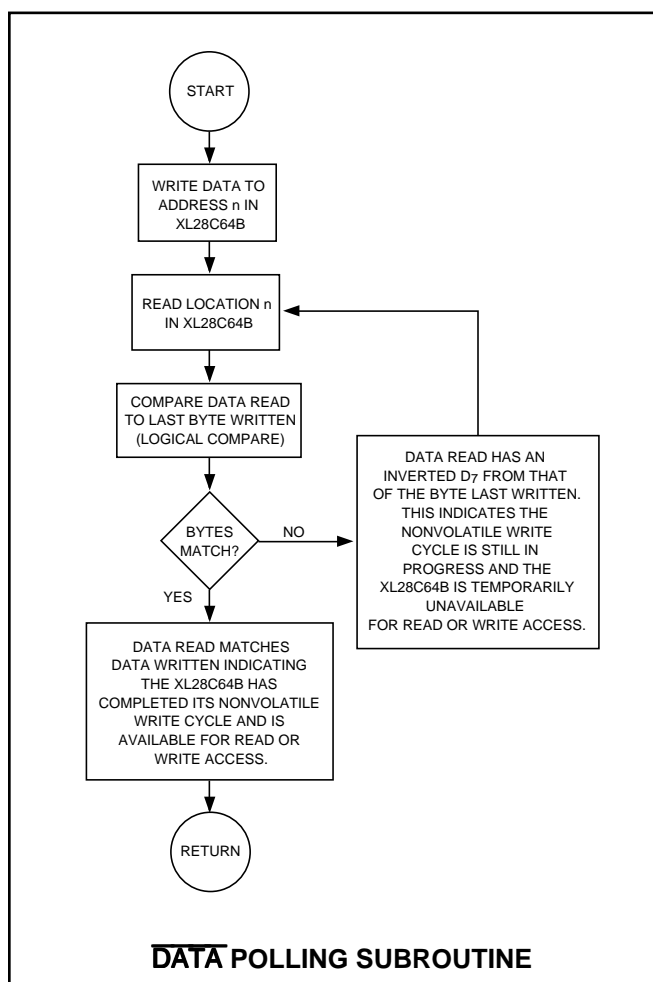 START
WRITE DATA TO
ADDRESS n IN
XL28C64B
READ LOCATION n
IN XL28C64B
COMPARE DATA READ
TO LAST BYTE WRITTEN
(LOGICAL COMPARE)
BYTES
MATCH?
NO
YES
DATA READ HAS AN
INVERTED D7 FROM THAT
OF THE BYTE LAST WRITTEN.
THIS INDICATES THE
NONVOLATILE WRITE
CYCLE IS STILL IN
PROGRESS AND THE
XL28C64B IS TEMPORARILY
UNAVAILABLE
FOR READ OR WRITE ACCESS.
DATA READ MATCHES
DATA WRITTEN INDICATING
THE XL28C64B HAS
COMPLETED ITS NONVOLATILE
WRITE CYCLE AND IS
AVAILABLE FOR READ OR
WRITE ACCESS.
RETURN
DATA POLLING SUBROUTINE